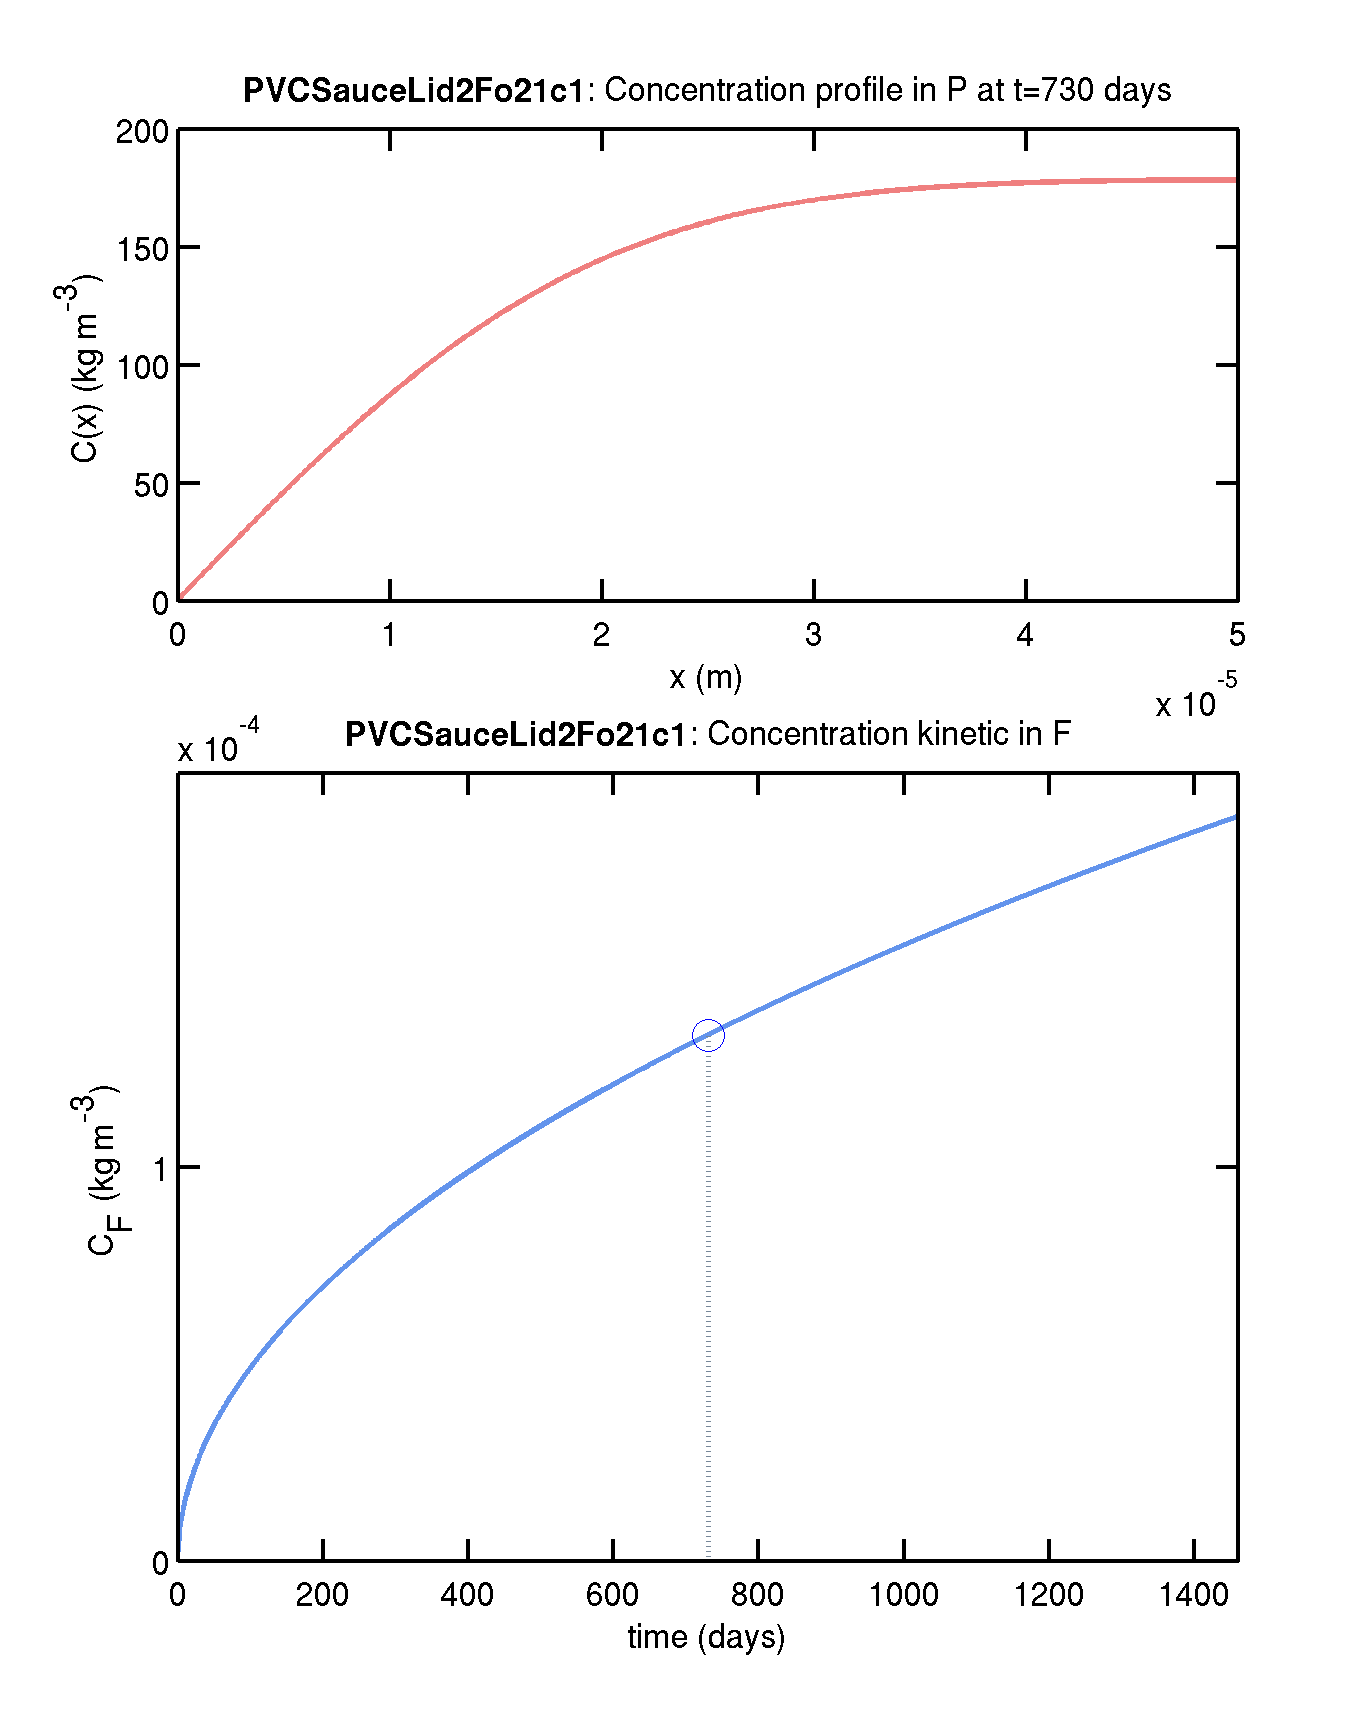 PVCSauceLid2Fo21c1: Concentration profile in P at t=730 days
200
150
100
50
0
C(x) (kg m-3)
0 1 2 3 4 5
x (m)
x 10-5
PVCSauceLid2Fo21c1: Concentration kinetic in F
x 10-4
1
0
CF (kg m-3)
0 200 400 600 800 1000 1200 1400
time (days)